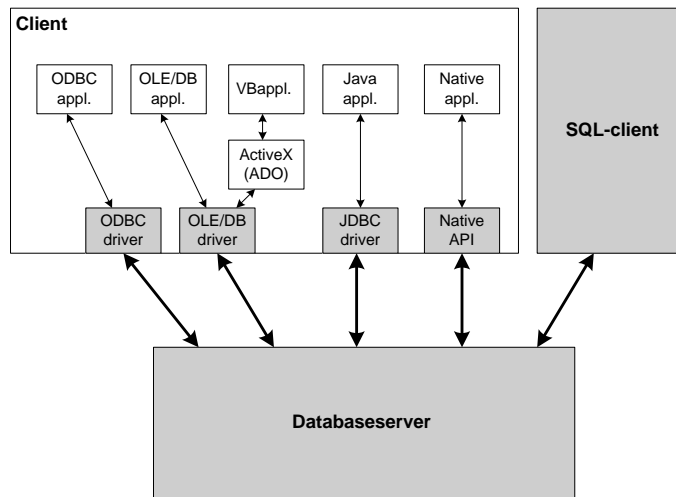 Client
ODBC
appl.
OLE/DB
appl.
VBappl.
Java
appl.
Native
appl.
SQL-client
ActiveX
(ADO)
ODBC
driver
OLE/DB
driver
JDBC
driver
Native
API
Databaseserver